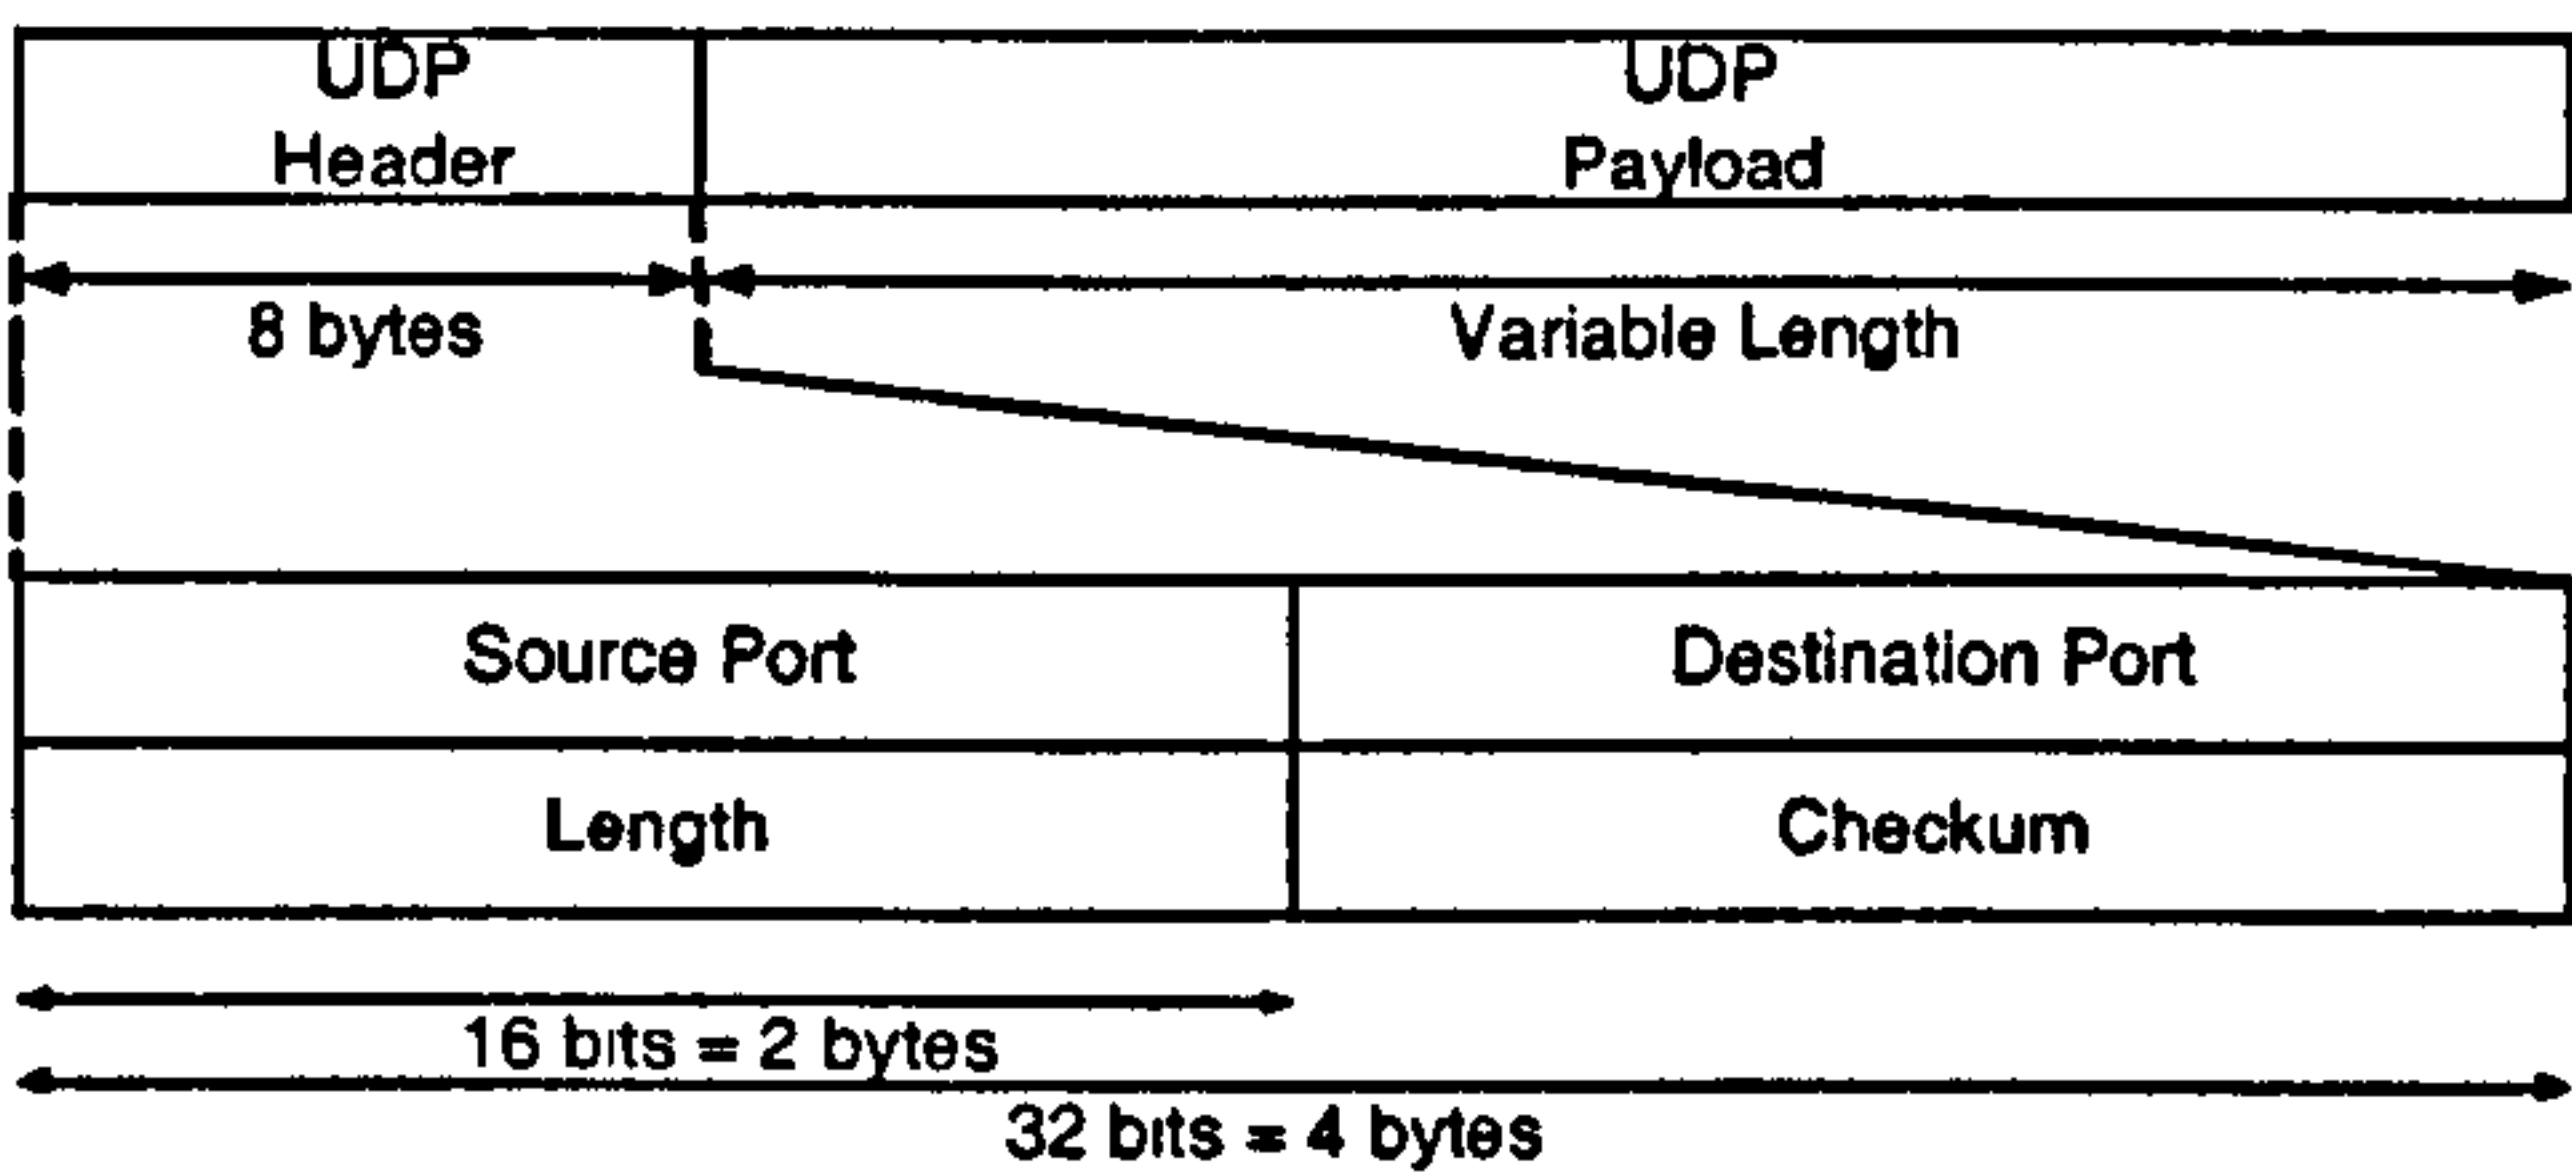 UDP
Header
UDP
Payload
8 bytes
Variable Length
Source Port
Destination Port
Length
Checkum
16 bits = 2 bytes
32 bits = 4 bytes